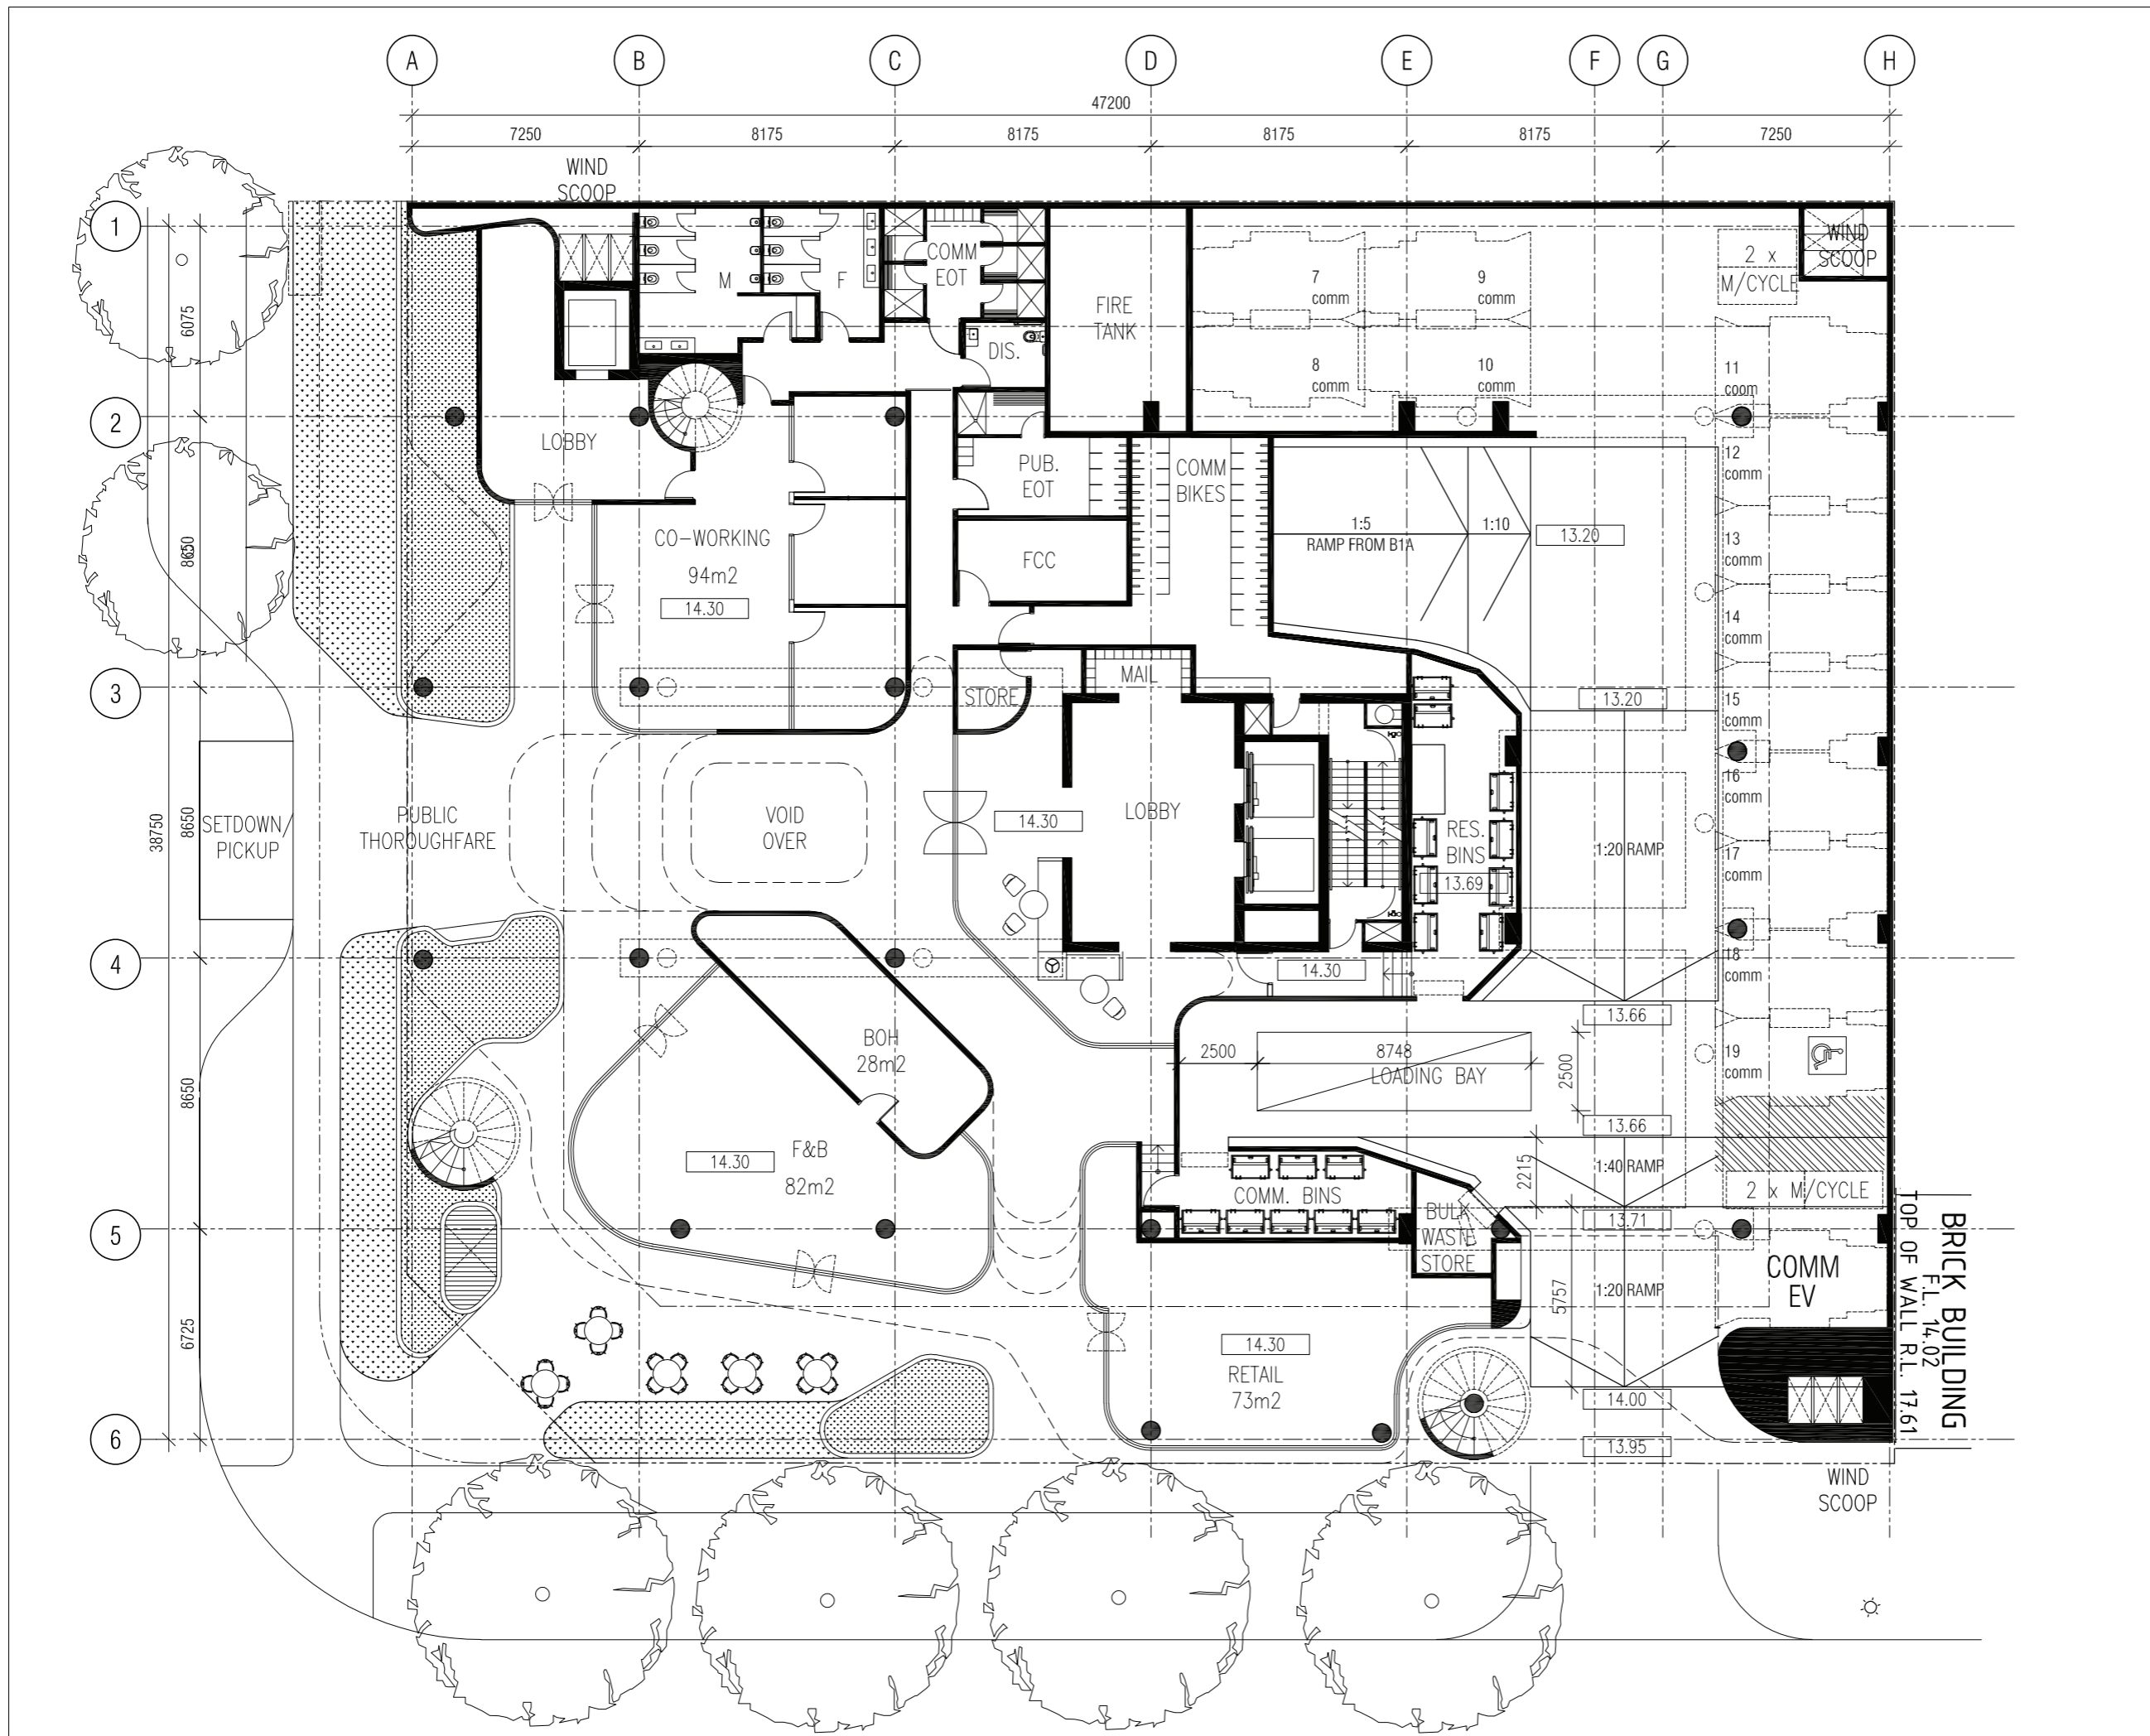 A
B
C
D
E
F
G
H
47200
7250
8175
8175
8175
8175
7250
WIND
SCOOP
1
2
3
4
5
6
6075
8650
8650
8650
6725
38750
M
F
COMM
EOT
FIRE
TANK
7
comm
9
comm
2 x
M/CYCLE
WIND
SCOOP
DIS.
8
comm
10
comm
11
coom
LOBBY
PUB.
EOT
COMM
BIKES
12
comm
CO-WORKING
94m2
14.30
FCC
1:5
RAMP FROM B1A
1:10
13.20
13
comm
14
comm
STORE
MAIL
13.20
15
comm
16
comm
SETDOWN/
PICKUP
PUBLIC
THOROUGHFARE
VOID
OVER
14.30
LOBBY
RES.
BINS
13.69
1:20 RAMP
17
comm
18
comm
14.30
BOH
28m2
13.66
2500
8748
LOADING BAY
2500
19
comm
13.66
F&B
14.30
82m2
COMM. BINS
2215
1:40 RAMP
2 x M/CYCLE
BULK
WASTE
STORE
13.71
5757
1:20 RAMP
COMM
EV
14.30
RETAIL
73m2
14.00
13.95
BRICK BUILDING
F.L. 14.02
TOP OF WALL R.L. 17.61
WIND
SCOOP